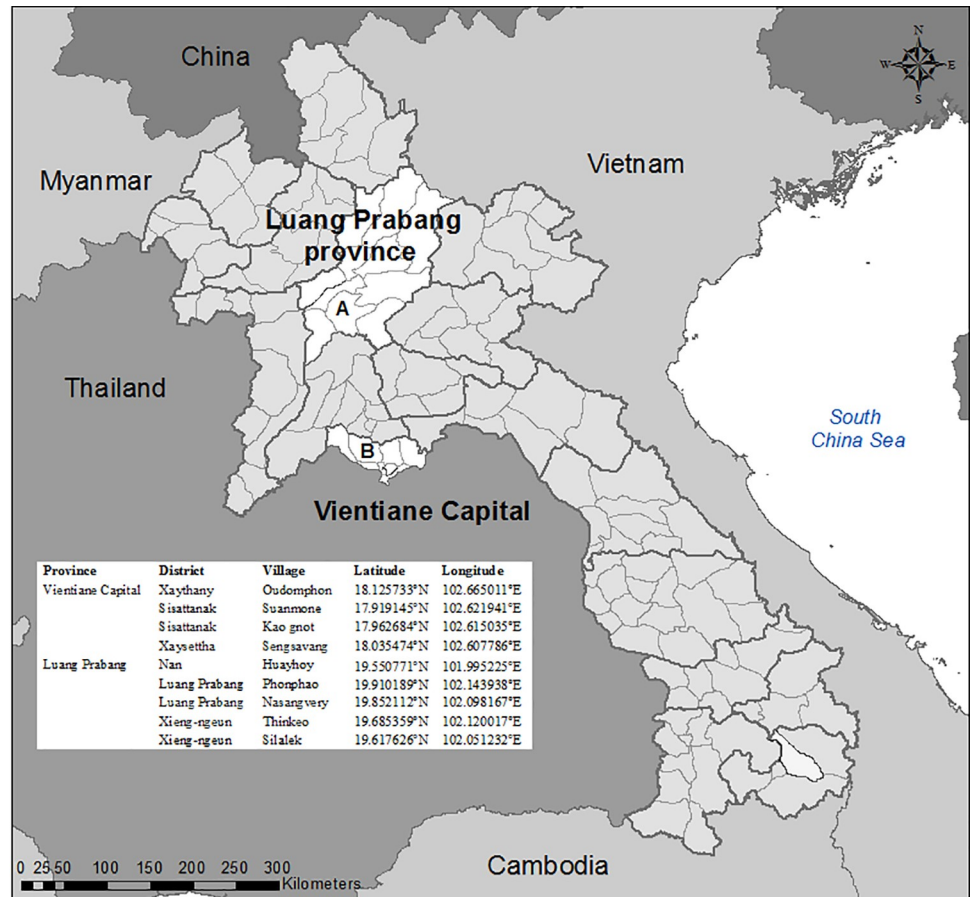 China
N
W E
S
Myanmar
Vietnam
Luang Prabang
province
A
Thailand
South
China Sea
B
Vientiane Capital
Province District Village Latitude Longitude
Vientiane Capital Xaythany Oudomphon 18.125733°N 102.665011°E
Sisattanak Suanmone 17.919145°N 102.621941°E
Sisattanak Kao gnot 17.962684°N 102.615035°E
Xaysettha Sengsavang 18.035474°N 102.607786°E
Luang Prabang Nan Huayhoy 19.550771°N 101.995225°E
Luang Prabang Phonphao 19.910189°N 102.143938°E
Luang Prabang Nasangvery 19.852112°N 102.098167°E
Xieng-ngeun Thinkeo 19.685359°N 102.120017°E
Xieng-ngeun Silalek 19.617626°N 102.051232°E
Cambodia
0 25 50 100 150 200 250 300
Kilometers